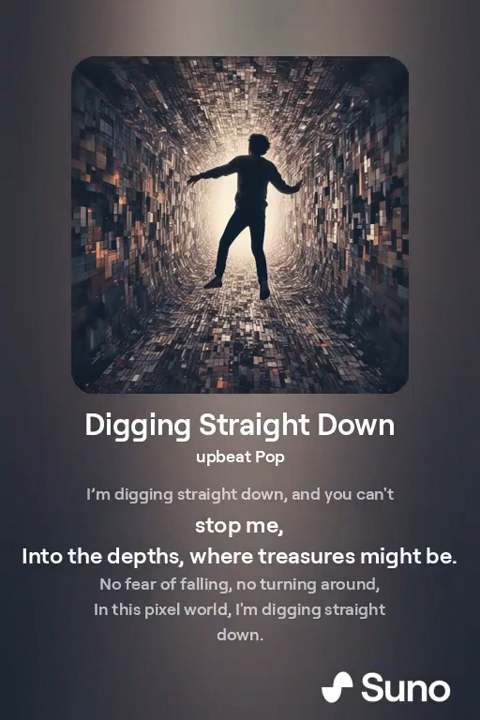 Digging Straight Down
upbeat Pop
I’m digging straight down, and you can't
stop me,
Into the depths, where treasures might be.
No fear of falling, no turning around,
In this pixel world, I'm digging straight
down.
Suno